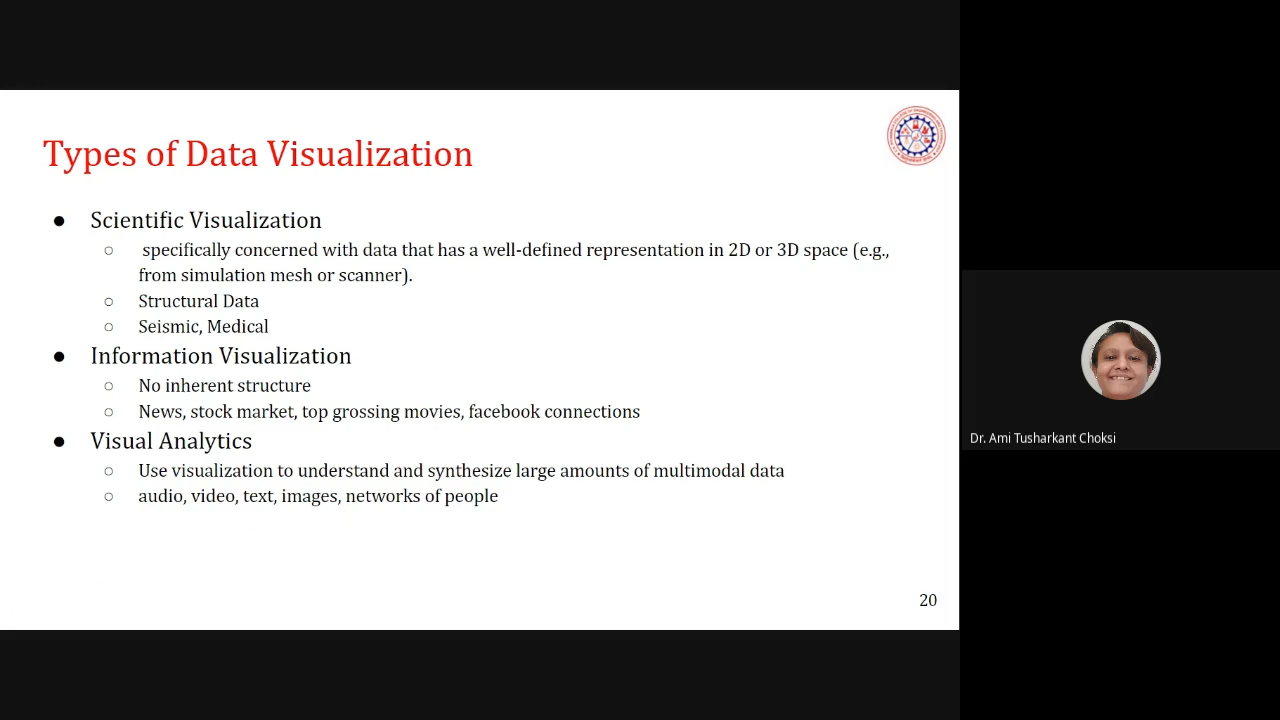 Types of Data Visualization
● Scientific Visualization
○ specifically concerned with data that has a well-defined representation in 2D or 3D space (e.g.,
from simulation mesh or scanner).
○ Structural Data
○ Seismic, Medical
● Information Visualization
○ No inherent structure
○ News, stock market, top grossing movies, facebook connections
● Visual Analytics
○ Use visualization to understand and synthesize large amounts of multimodal data
○ audio, video, text, images, networks of people
20
Dr. Ami Tusharkant Choksi